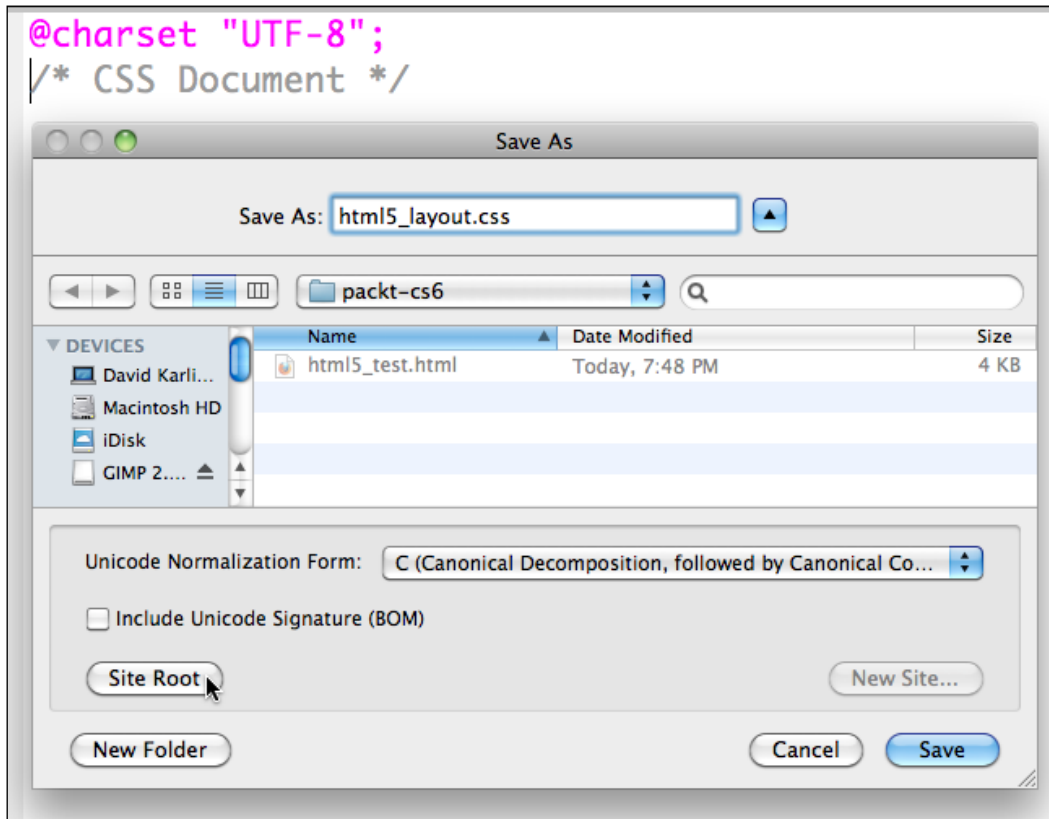 @charset "UTF-8";
/* CSS Document */
Save As
Save As: html5_layout.css
packt-cs6
DEVICES
David Karli...
Macintosh HD
iDisk
GIMP 2....
Name Date Modified Size
html5_test.html Today, 7:48 PM 4 KB
Unicode Normalization Form: C (Canonical Decomposition, followed by Canonical Co...
Include Unicode Signature (BOM)
Site Root New Site...
New Folder Cancel Save